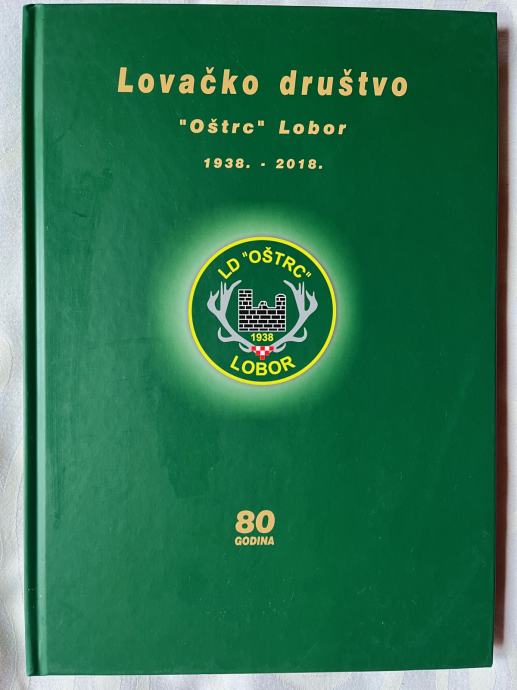 Lovačko društvo
"Oštrc" Lobor
1938. - 2018.
LD "OŠTRC"
1938
LOBOR
80
GODINA